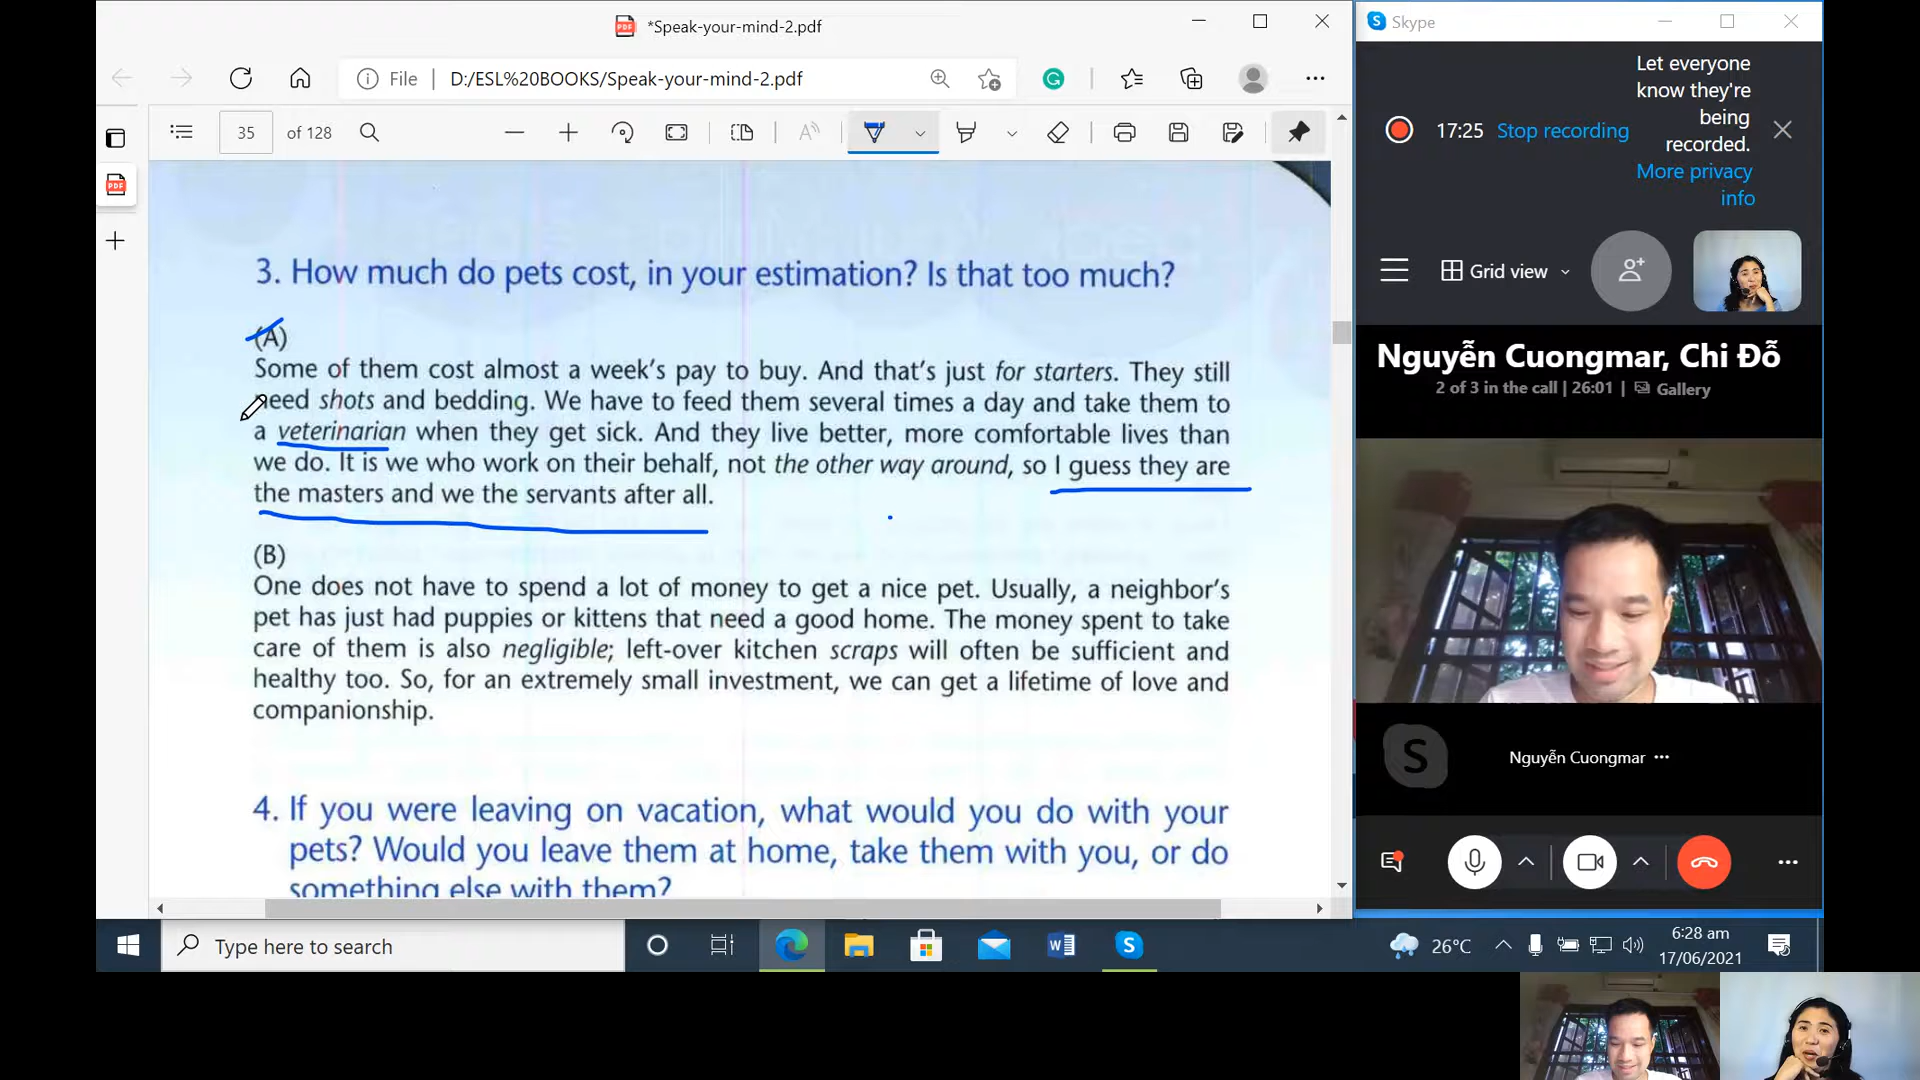 *Speak-your-mind-2.pdf
File
D:/ESL%20BOOKS/Speak-your-mind-2.pdf
35 of 128
3. How much do pets cost, in your estimation? Is that too much?
(A)
Some of them cost almost a week's pay to buy. And that's just for starters. They still
need shots and bedding. We have to feed them several times a day and take them to
a veterinarian when they get sick. And they live better, more comfortable lives than
we do. It is we who work on their behalf, not the other way around, so I guess they are
the masters and we the servants after all.
(B)
One does not have to spend a lot of money to get a nice pet. Usually, a neighbor's
pet has just had puppies or kittens that need a good home. The money spent to take
care of them is also negligible; left-over kitchen scraps will often be sufficient and
healthy too. So, for an extremely small investment, we can get a lifetime of love and
companionship.
4. If you were leaving on vacation, what would you do with your
pets? Would you leave them at home, take them with you, or do
something else with them?
Skype
17:25 Stop recording
Let everyone
know they're
being
recorded.
More privacy
info
Grid view
Nguyễn Cuongmar, Chi Đỗ
2 of 3 in the call | 26:01 | Gallery
Nguyễn Cuongmar
Type here to search
26°C
6:28 am
17/06/2021